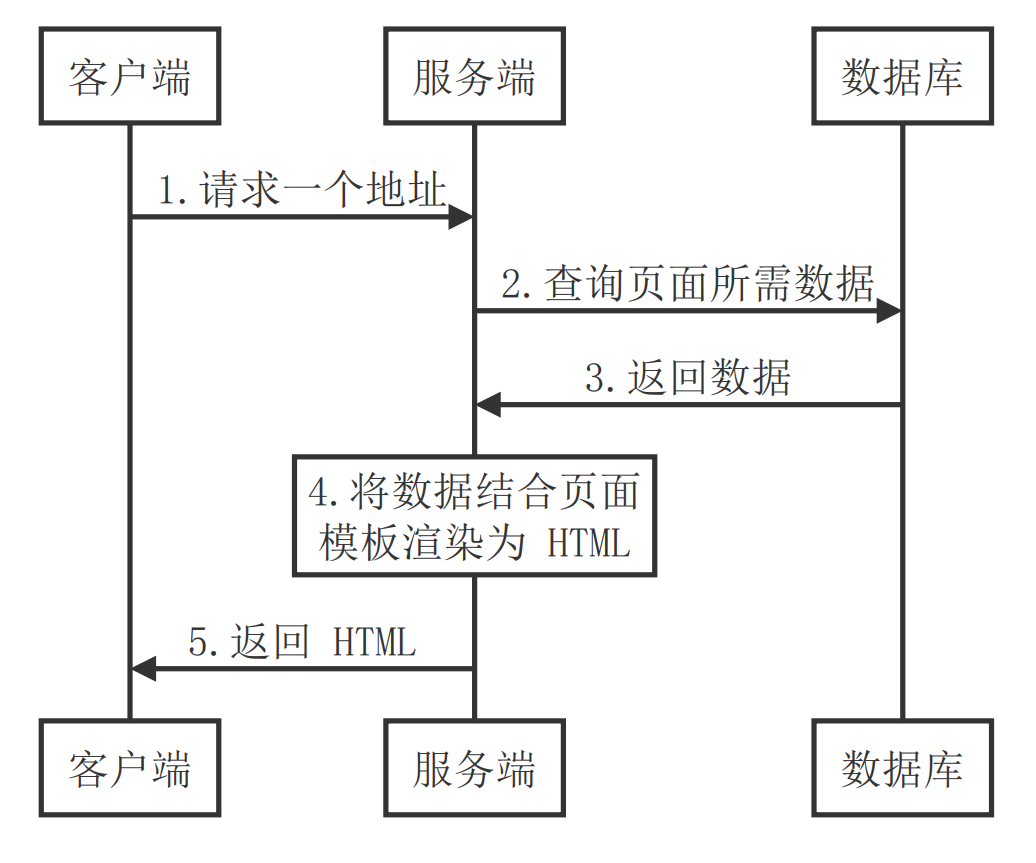 客户端
服务端
数据库
1.请求一个地址
2.查询页面所需数据
3.返回数据
4.将数据结合页面
模板渲染为 HTML
5.返回 HTML
客户端
服务端
数据库